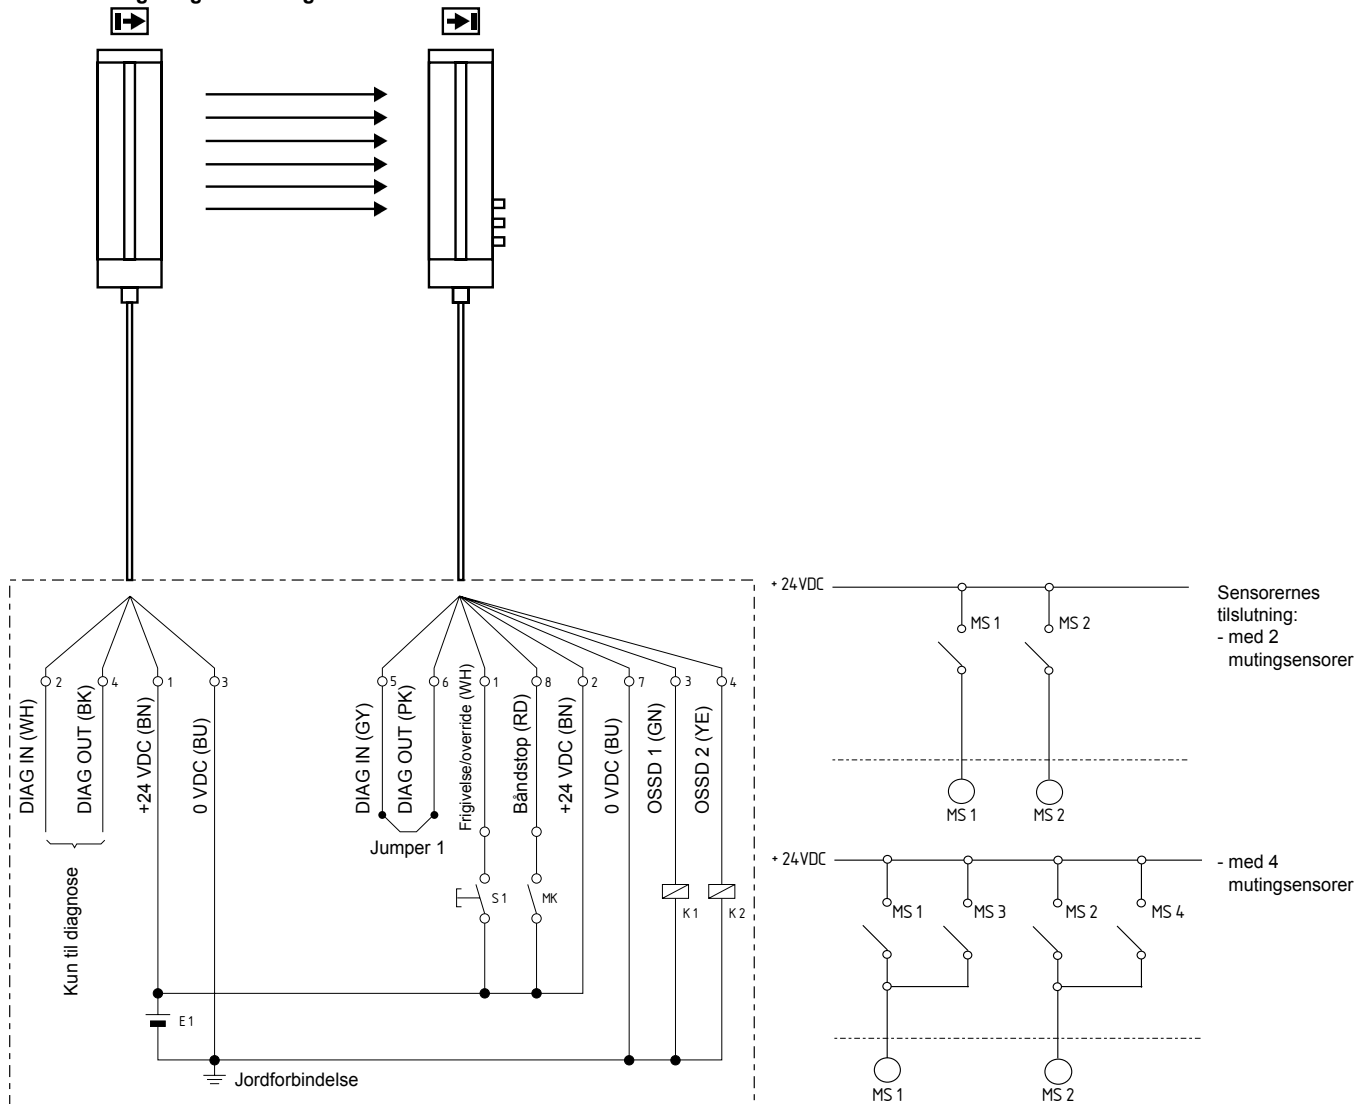 2
4
1
3
DIAG IN (WH)
DIAG OUT (BK)
+24 VDC (BN)
0 VDC (BU)
Kun til diagnose
E1
Jordforbindelse
5
6
1
8
2
7
3
4
DIAG IN (GY)
DIAG OUT (PK)
Frigivelse/override (WH)
Båndstop (RD)
+24 VDC (BN)
0 VDC (BU)
OSSD 1 (GN)
OSSD 2 (YE)
Jumper 1
S1
MK
K1
K2
+ 24VDC
MS 1
MS 2
MS 1
MS 2
Sensorernes
tilslutning:
- med 2
mutingsensorer
+ 24VDC
MS 1
MS 3
MS 2
MS 4
MS 1
MS 2
- med 4
mutingsensorer